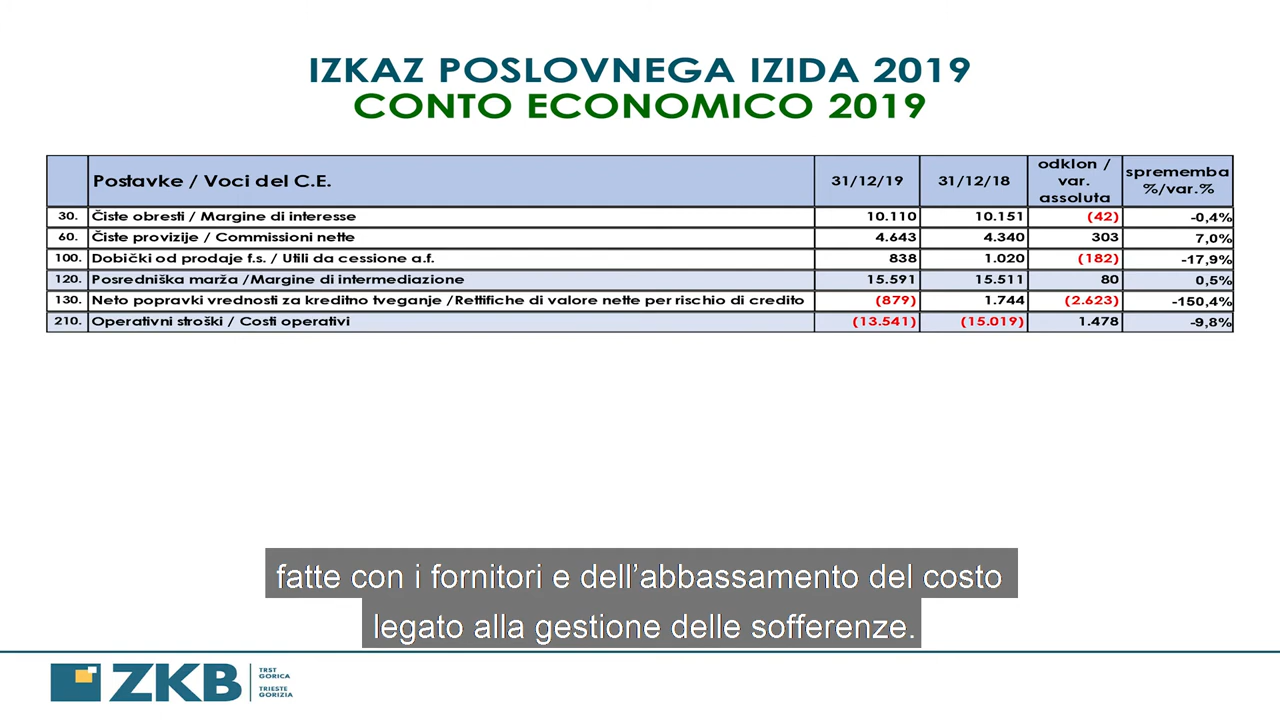 IZKAZ POSLOVNEGA IZIDA 2019
CONTO ECONOMICO 2019
Postavke / Voci del C.E. 31/12/19 31/12/18 odklon / var. assoluta sprememba %/var.%
30. Čiste obresti / Margine di interesse 10.110 10.151 (42) -0,4%
60. Čiste provizije / Commissioni nette 4.643 4.340 303 7,0%
100. Dobički od prodaje f.s. / Utili da cessione a.f. 838 1.020 (182) -17,9%
120. Posredniška marža /Margine di intermediazione 15.591 15.511 80 0,5%
130. Neto popravki vrednosti za kreditno tveganje /Rettifiche di valore nette per rischio di credito (879) 1.744 (2.623) -150,4%
210. Operativni stroški / Costi operativi (13.541) (15.019) 1.478 -9,8%
fatte con i fornitori e dell’abbassamento del costo
legato alla gestione delle sofferenze.
ZKB
TRST
GORICA
TRIESTE
GORIZIA